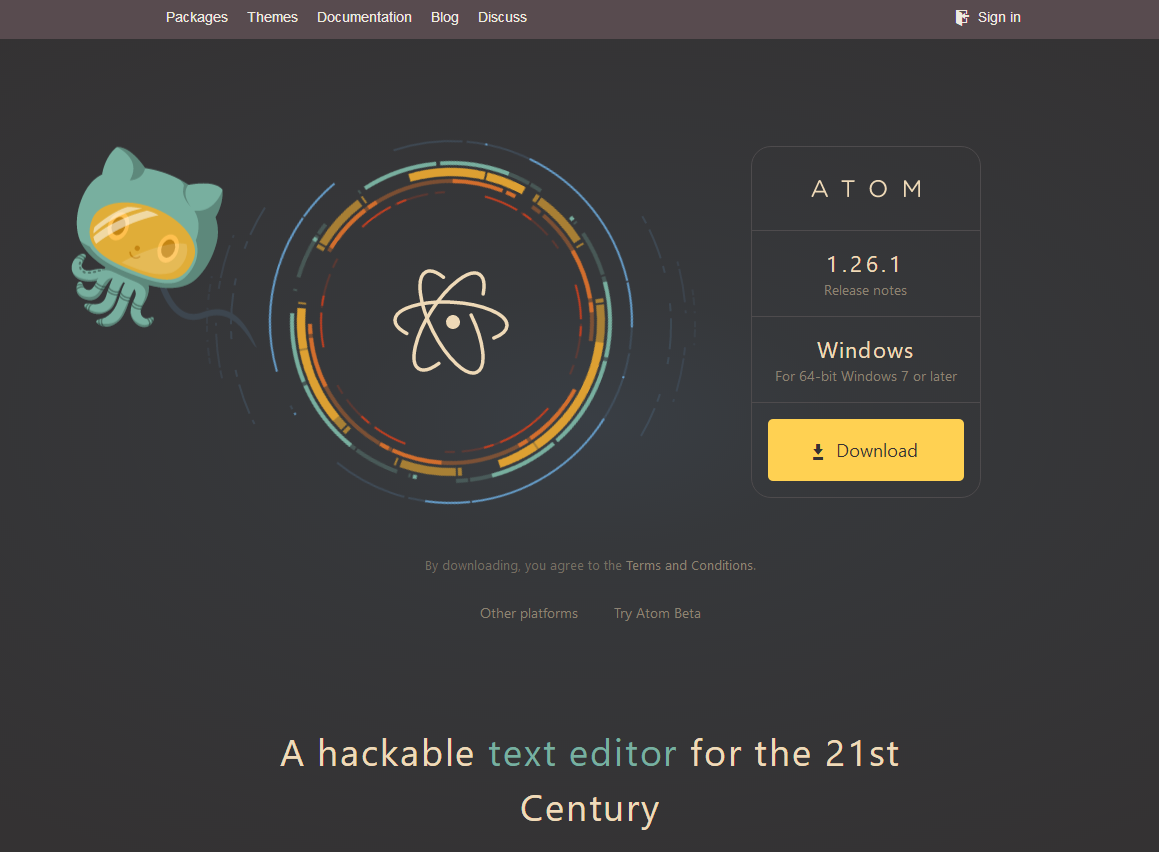 Packages Themes Documentation Blog Discuss Sign in
ATOM
1.26.1
Release notes
Windows
For 64-bit Windows 7 or later
Download
By downloading, you agree to the Terms and Conditions.
Other platforms Try Atom Beta
A hackable text editor for the 21st
Century